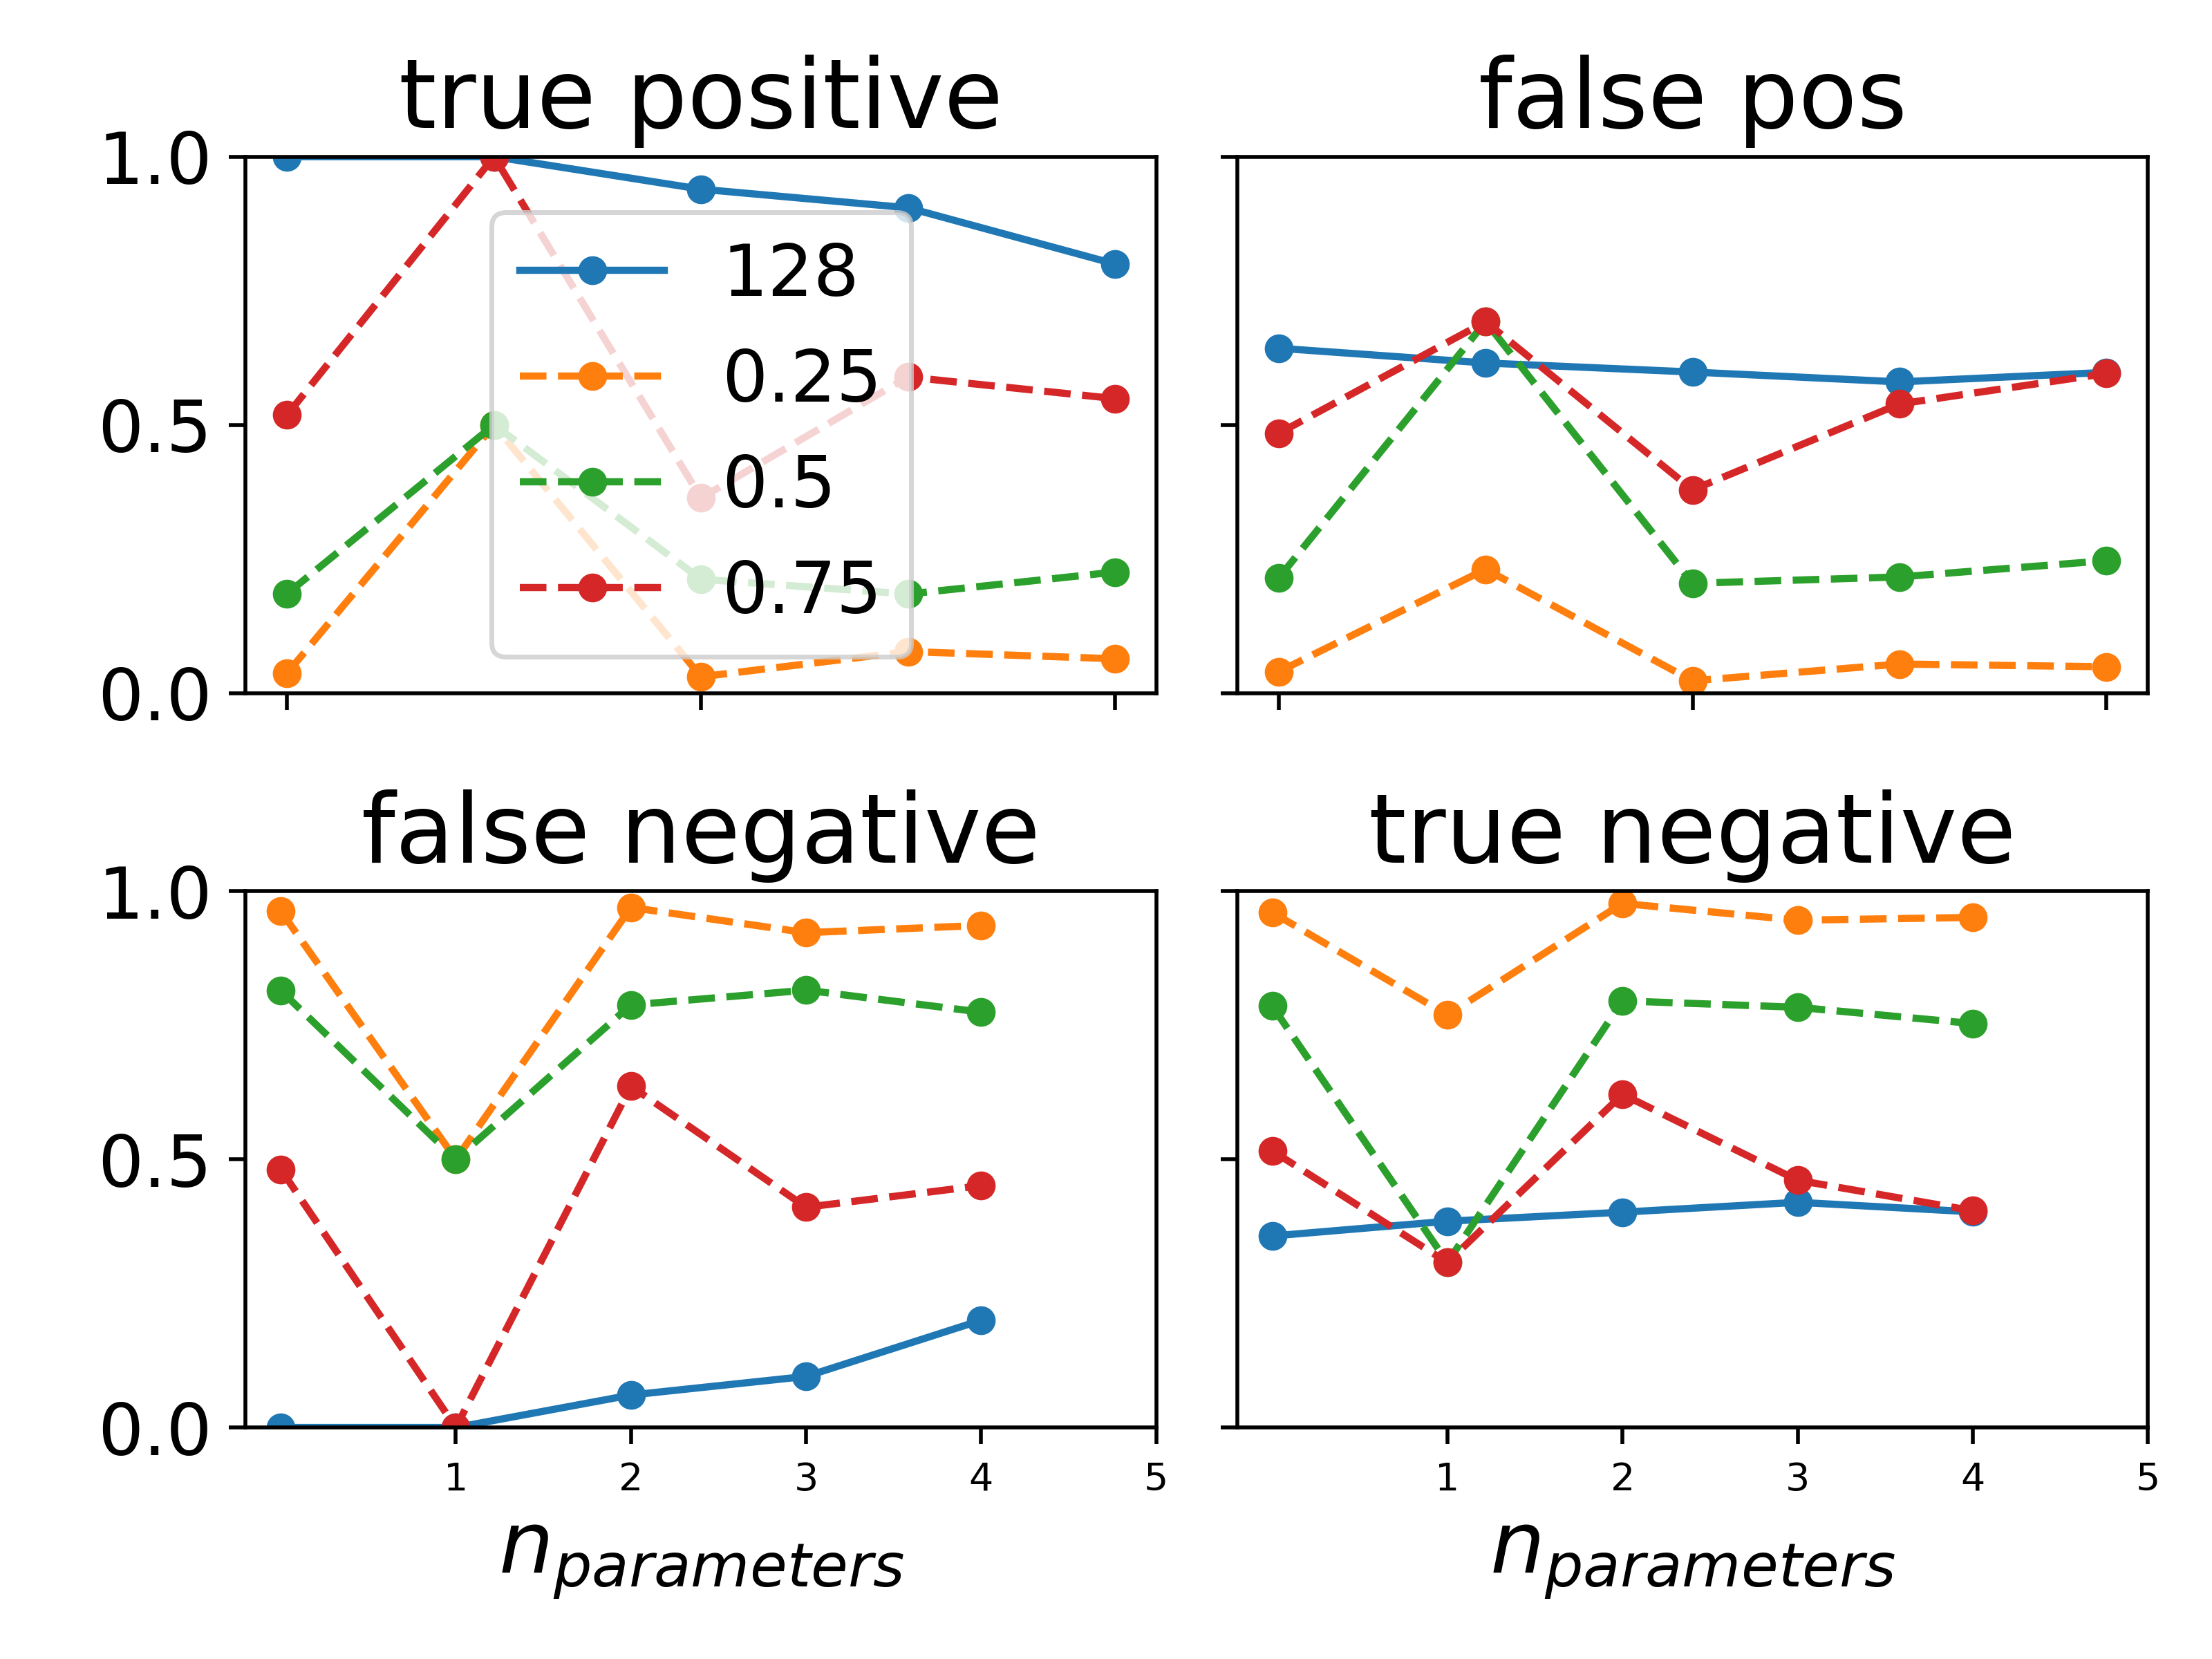 true positive
false pos
1.0
0.5
0.0
128
0.25
0.5
0.75
false negative
true negative
1.0
0.5
0.0
1 2 3 4 5
1 2 3 4 5
n_parameters
n_parameters